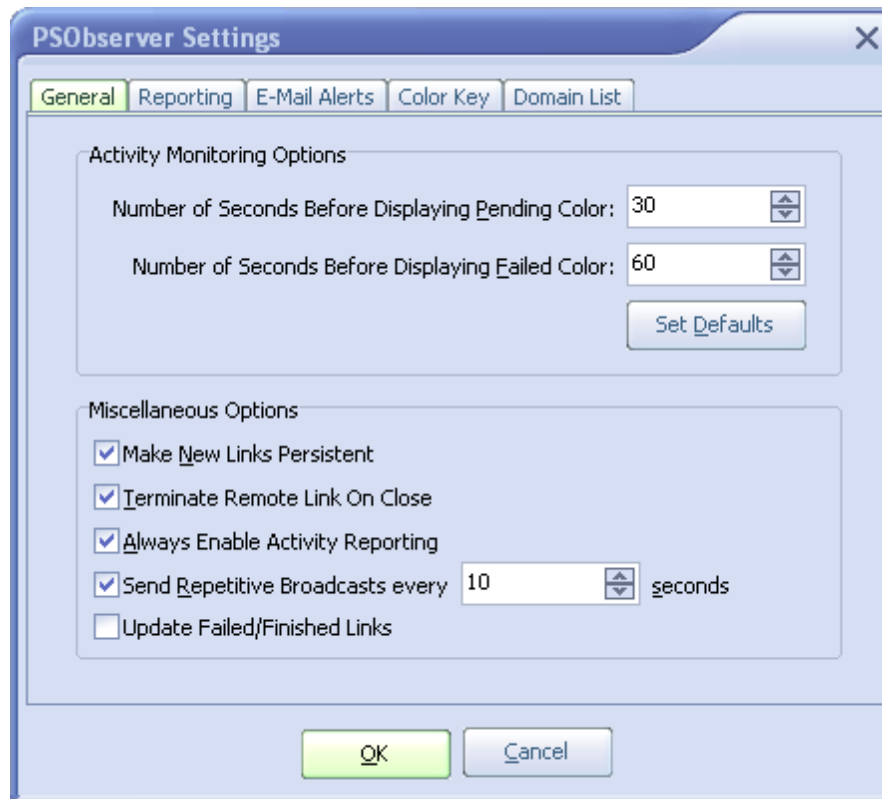 PSObserver Settings
General Reporting E-Mail Alerts Color Key Domain List
Activity Monitoring Options
Number of Seconds Before Displaying Pending Color: 30
Number of Seconds Before Displaying Failed Color: 60
Set Defaults
Miscellaneous Options
Make New Links Persistent
Terminate Remote Link On Close
Always Enable Activity Reporting
Send Repetitive Broadcasts every 10 seconds
Update Failed/Finished Links
OK Cancel